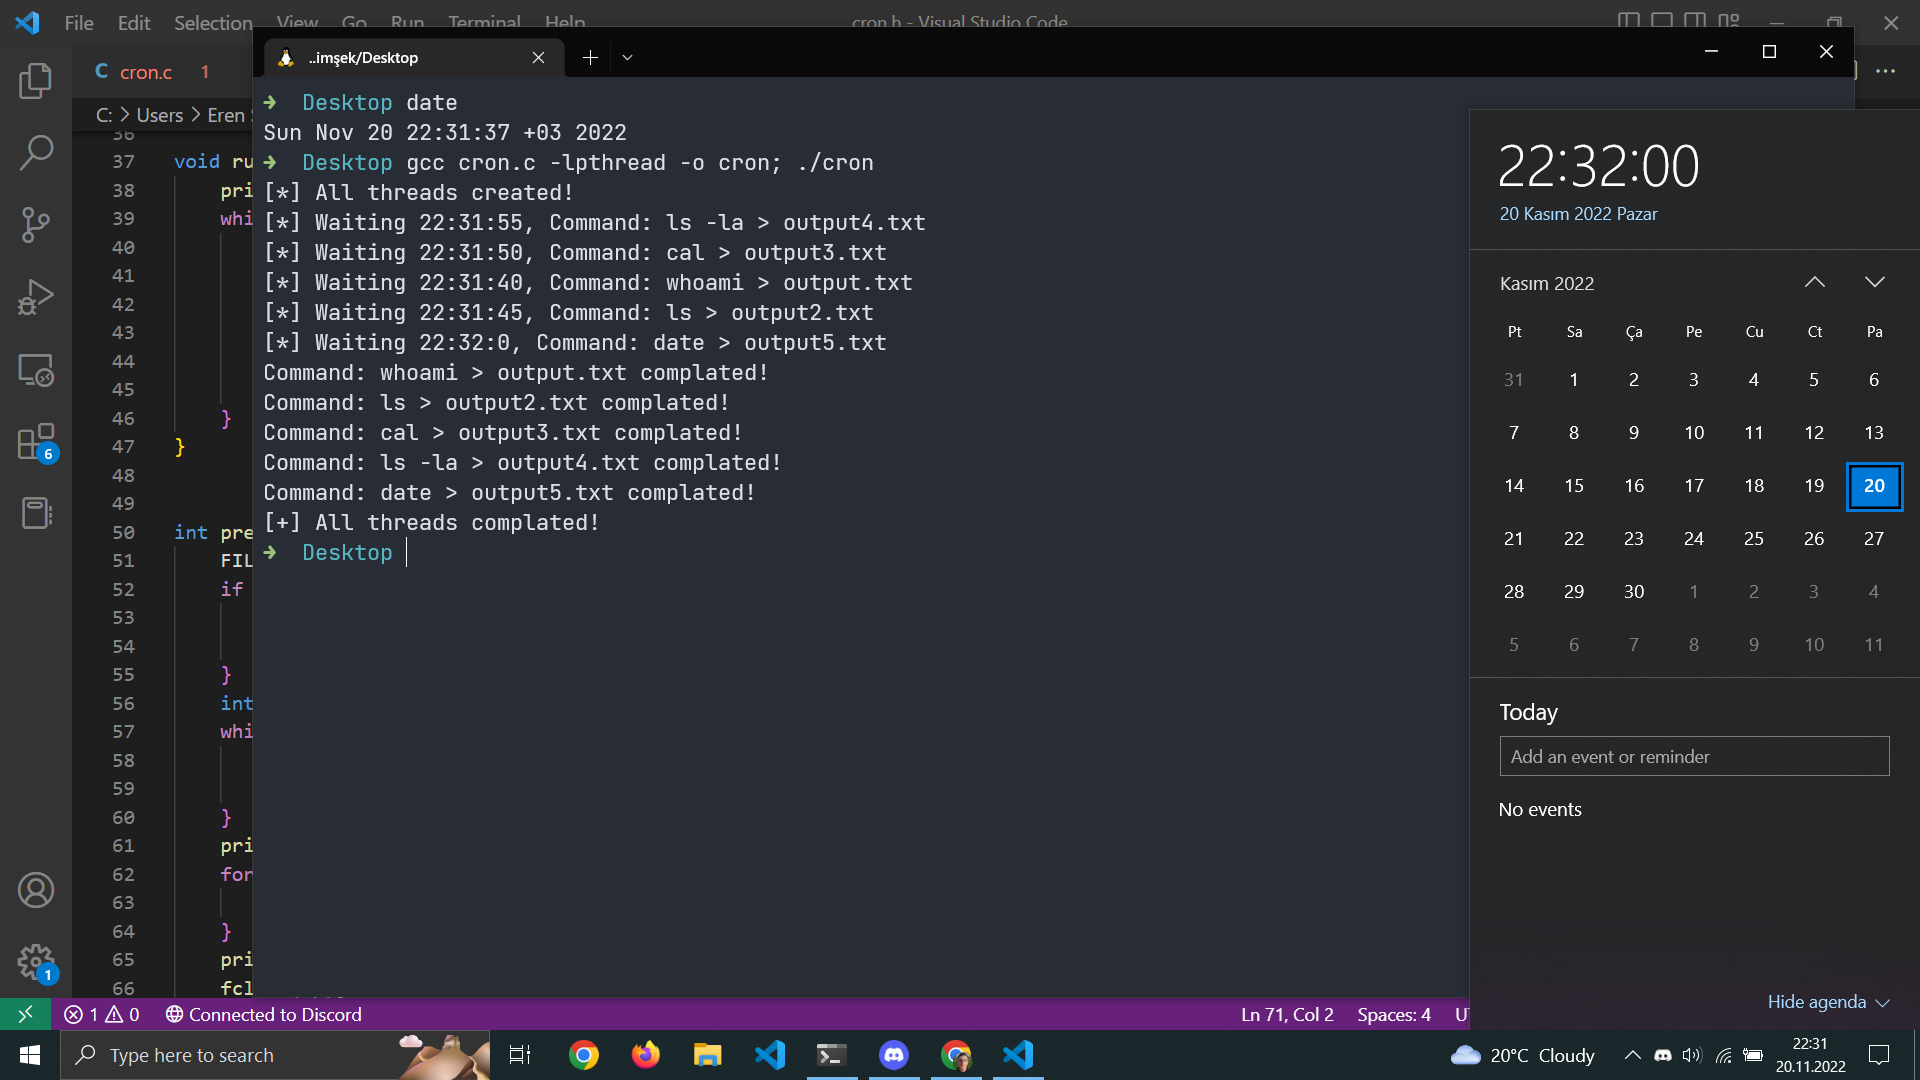 File Edit Selection View Go Run Terminal Help
cron.h - Visual Studio Code
cron.c 1
C: > Users > Eren
..imşek/Desktop
➜ Desktop date
Sun Nov 20 22:31:37 +03 2022
➜ Desktop gcc cron.c -lpthread -o cron; ./cron
[*] All threads created!
[*] Waiting 22:31:55, Command: ls -la > output4.txt
[*] Waiting 22:31:50, Command: cal > output3.txt
[*] Waiting 22:31:40, Command: whoami > output.txt
[*] Waiting 22:31:45, Command: ls > output2.txt
[*] Waiting 22:32:0, Command: date > output5.txt
Command: whoami > output.txt complated!
Command: ls > output2.txt complated!
Command: cal > output3.txt complated!
Command: ls -la > output4.txt complated!
Command: date > output5.txt complated!
[+] All threads complated!
➜ Desktop
36
37 void ru
38 pri
39 whi
40
41
42
43
44
45
46 }
47 }
48
49
50 int pre
51 FIL
52 if
53
54
55 }
56 int
57 whi
58
59
60 }
61 pri
62 for
63
64 }
65 pri
66 fcl
6
1
22:32:00
20 Kasım 2022 Pazar
Kasım 2022
Pt Sa Ça Pe Cu Ct Pa
31 1 2 3 4 5 6
7 8 9 10 11 12 13
14 15 16 17 18 19 20
21 22 23 24 25 26 27
28 29 30 1 2 3 4
5 6 7 8 9 10 11
Today
Add an event or reminder
No events
Hide agenda
1 0 Connected to Discord
Ln 71, Col 2 Spaces: 4 U
Type here to search
20°C Cloudy
22:31
20.11.2022